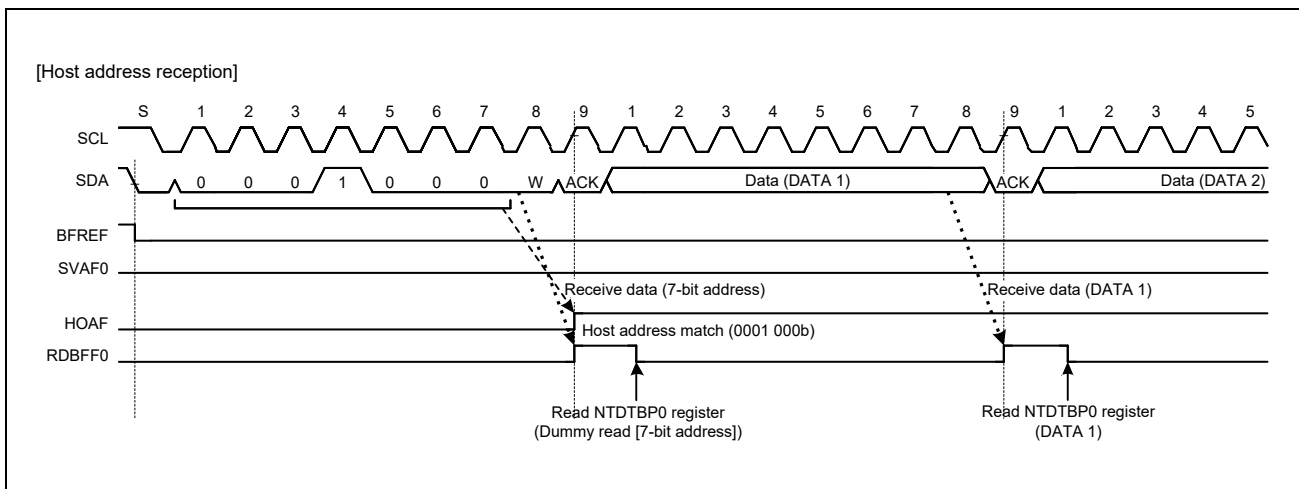 [Host address reception]
S 1 2 3 4 5 6 7 8 9 1 2 3 4 5 6 7 8 9 1 2 3 4 5
SCL
SDA 0 0 0 1 0 0 0 W ACK Data (DATA 1) ACK Data (DATA 2)
BFREF
SVAF0
Receive data (7-bit address) Receive data (DATA 1)
HOAF
Host address match (0001 000b)
RDBFF0
Read NTDTBP0 register Read NTDTBP0 register
(Dummy read [7-bit address]) (DATA 1)